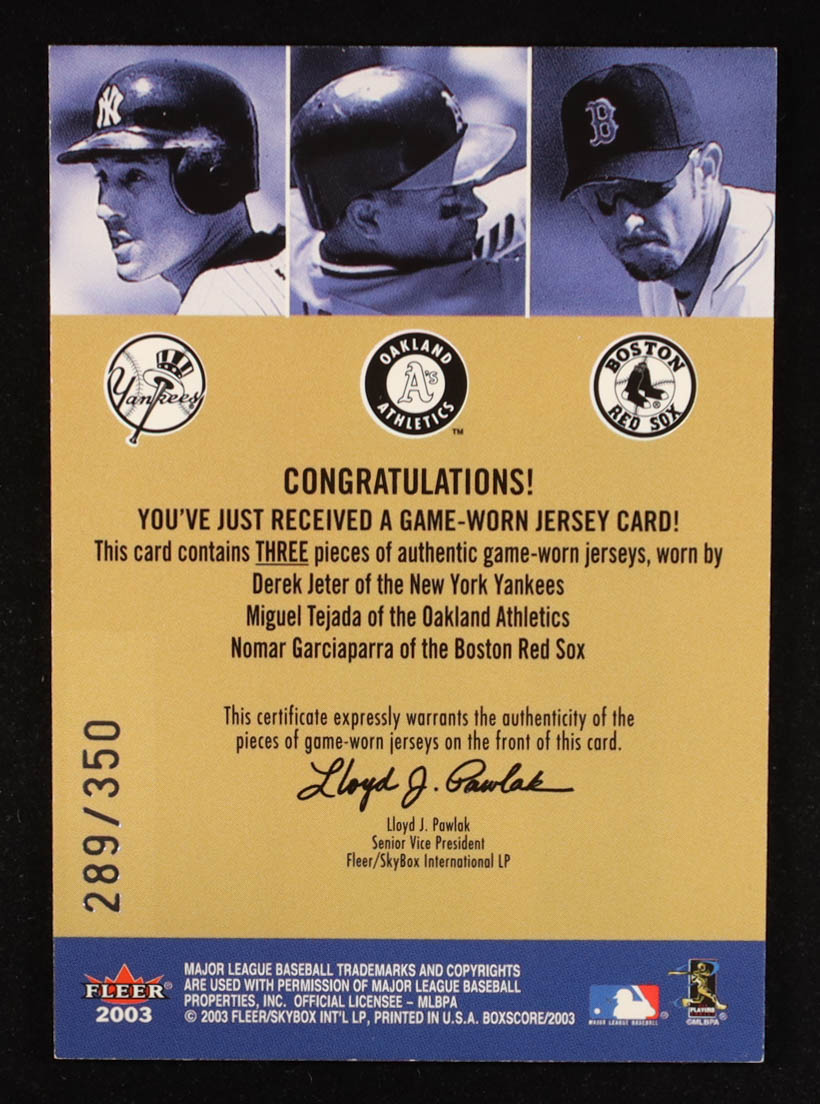 NY
B
Yankees
OAKLAND
A's
ATHLETICS
TM
BOSTON
RED SOX
CONGRATULATIONS!
YOU'VE JUST RECEIVED A GAME-WORN JERSEY CARD!
This card contains THREE pieces of authentic game-worn jerseys, worn by
Derek Jeter of the New York Yankees
Miguel Tejada of the Oakland Athletics
Nomar Garciaparra of the Boston Red Sox
This certificate expressly warrants the authenticity of the
pieces of game-worn jerseys on the front of this card.
Lloyd J. Pawlak
Lloyd J. Pawlak
Senior Vice President
Fleer/SkyBox International LP
289/350
FLEER
2003
MAJOR LEAGUE BASEBALL TRADEMARKS AND COPYRIGHTS
ARE USED WITH PERMISSION OF MAJOR LEAGUE BASEBALL
PROPERTIES, INC. OFFICIAL LICENSEE – MLBPA
© 2003 FLEER/SKYBOX INT'L LP, PRINTED IN U.S.A. BOXSCORE/2003
MAJOR LEAGUE BASEBALL
PLAYERS
©MLBPA